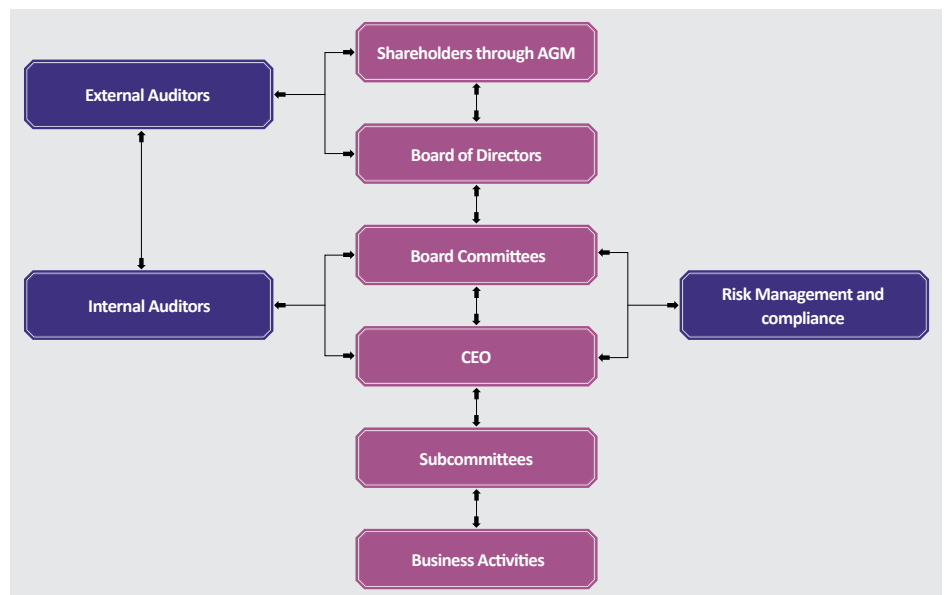 Shareholders through AGM
External Auditors
Board of Directors
Board Committees
Internal Auditors
Risk Management and
compliance
CEO
Subcommittees
Business Activities